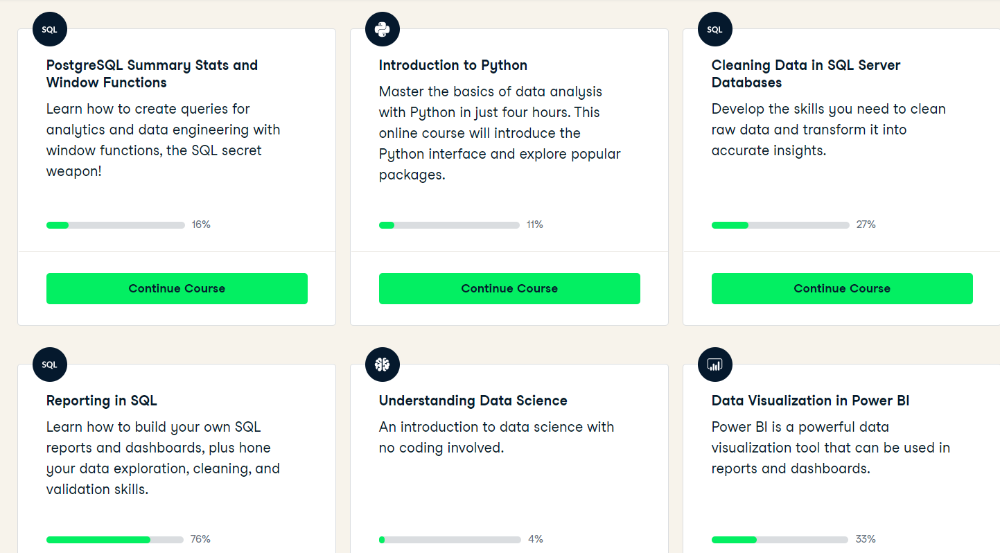 SQL
PostgreSQL Summary Stats and
Window Functions
Learn how to create queries for
analytics and data engineering with
window functions, the SQL secret
weapon!
16%
Continue Course
Introduction to Python
Master the basics of data analysis
with Python in just four hours. This
online course will introduce the
Python interface and explore popular
packages.
11%
Continue Course
SQL
Cleaning Data in SQL Server
Databases
Develop the skills you need to clean
raw data and transform it into
accurate insights.
27%
Continue Course
SQL
Reporting in SQL
Learn how to build your own SQL
reports and dashboards, plus hone
your data exploration, cleaning, and
validation skills.
76%
Understanding Data Science
An introduction to data science with
no coding involved.
4%
Data Visualization in Power BI
Power BI is a powerful data
visualization tool that can be used in
reports and dashboards.
33%